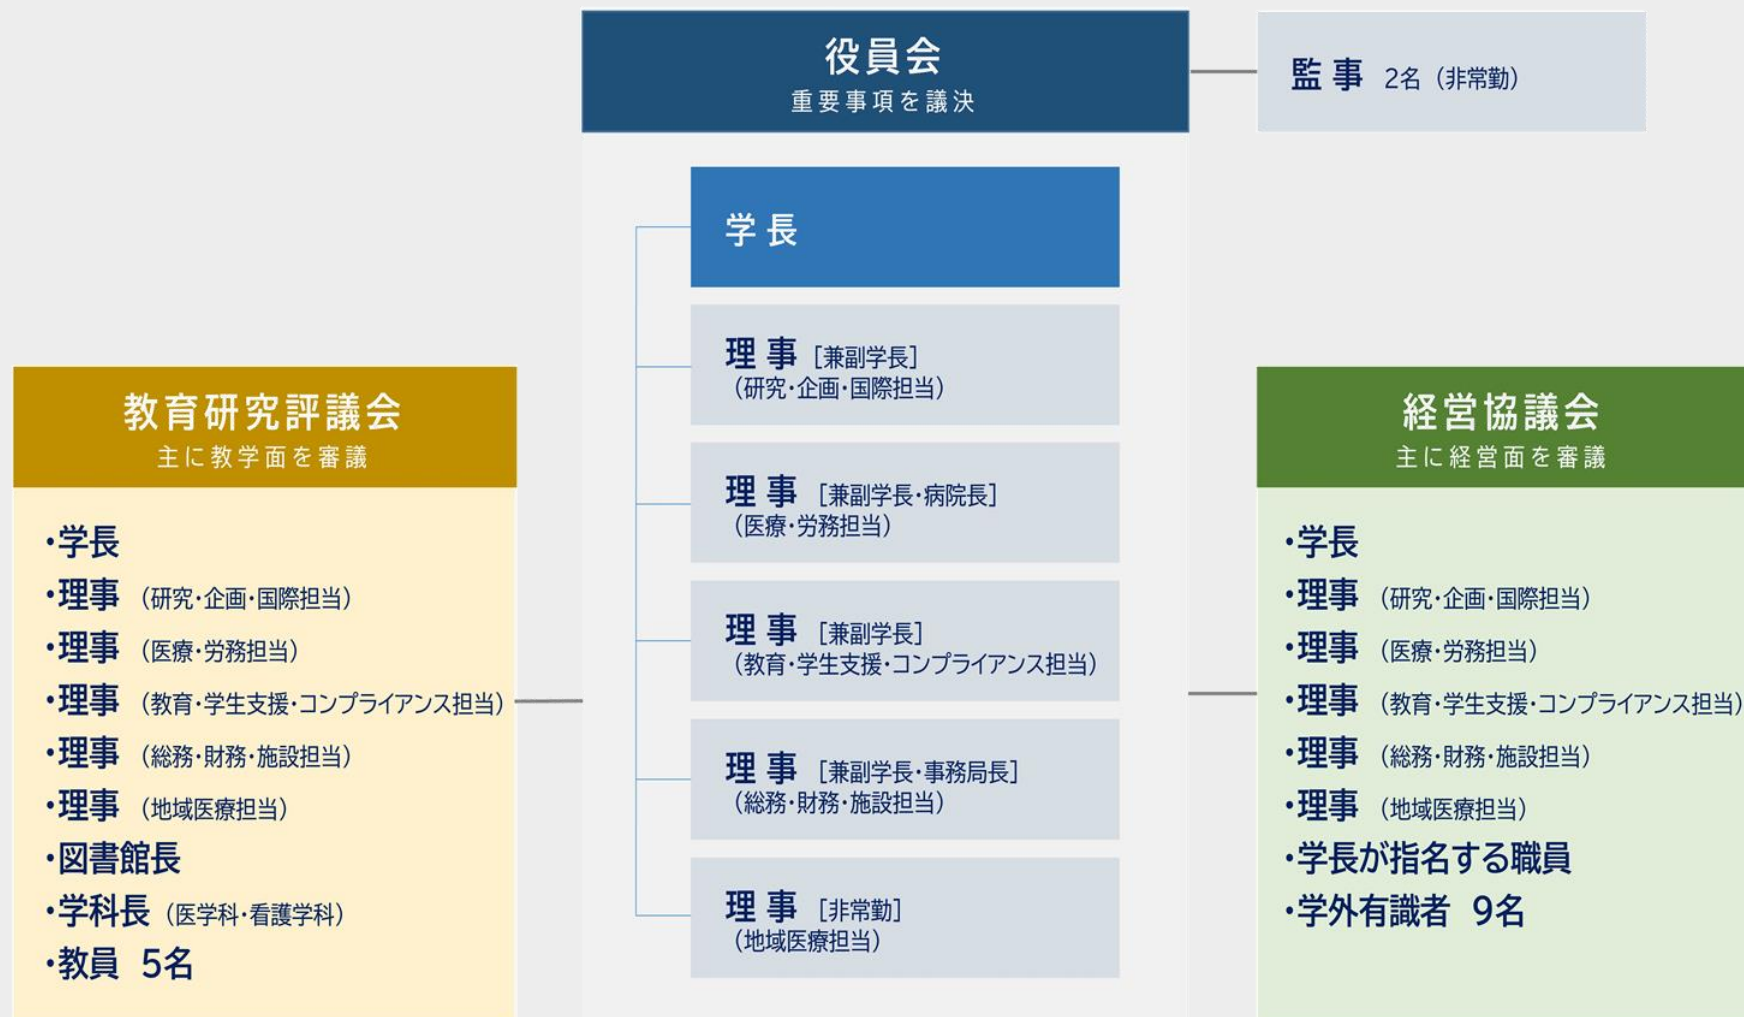 役員会
重要事項を議決
監事 2名（非常勤）
学長
理事 ［兼副学長］
（研究・企画・国際担当）
理事 ［兼副学長・病院長］
（医療・労務担当）
理事 ［兼副学長］
（教育・学生支援・コンプライアンス担当）
理事 ［兼副学長・事務局長］
（総務・財務・施設担当）
理事 ［非常勤］
（地域医療担当）
教育研究評議会
主に教学面を審議
・学長
・理事 （研究・企画・国際担当）
・理事 （医療・労務担当）
・理事 （教育・学生支援・コンプライアンス担当）
・理事 （総務・財務・施設担当）
・理事 （地域医療担当）
・図書館長
・学科長（医学科・看護学科）
・教員 5名
経営協議会
主に経営面を審議
・学長
・理事 （研究・企画・国際担当）
・理事 （医療・労務担当）
・理事 （教育・学生支援・コンプライアンス担当）
・理事 （総務・財務・施設担当）
・理事 （地域医療担当）
・学長が指名する職員
・学外有識者 9名